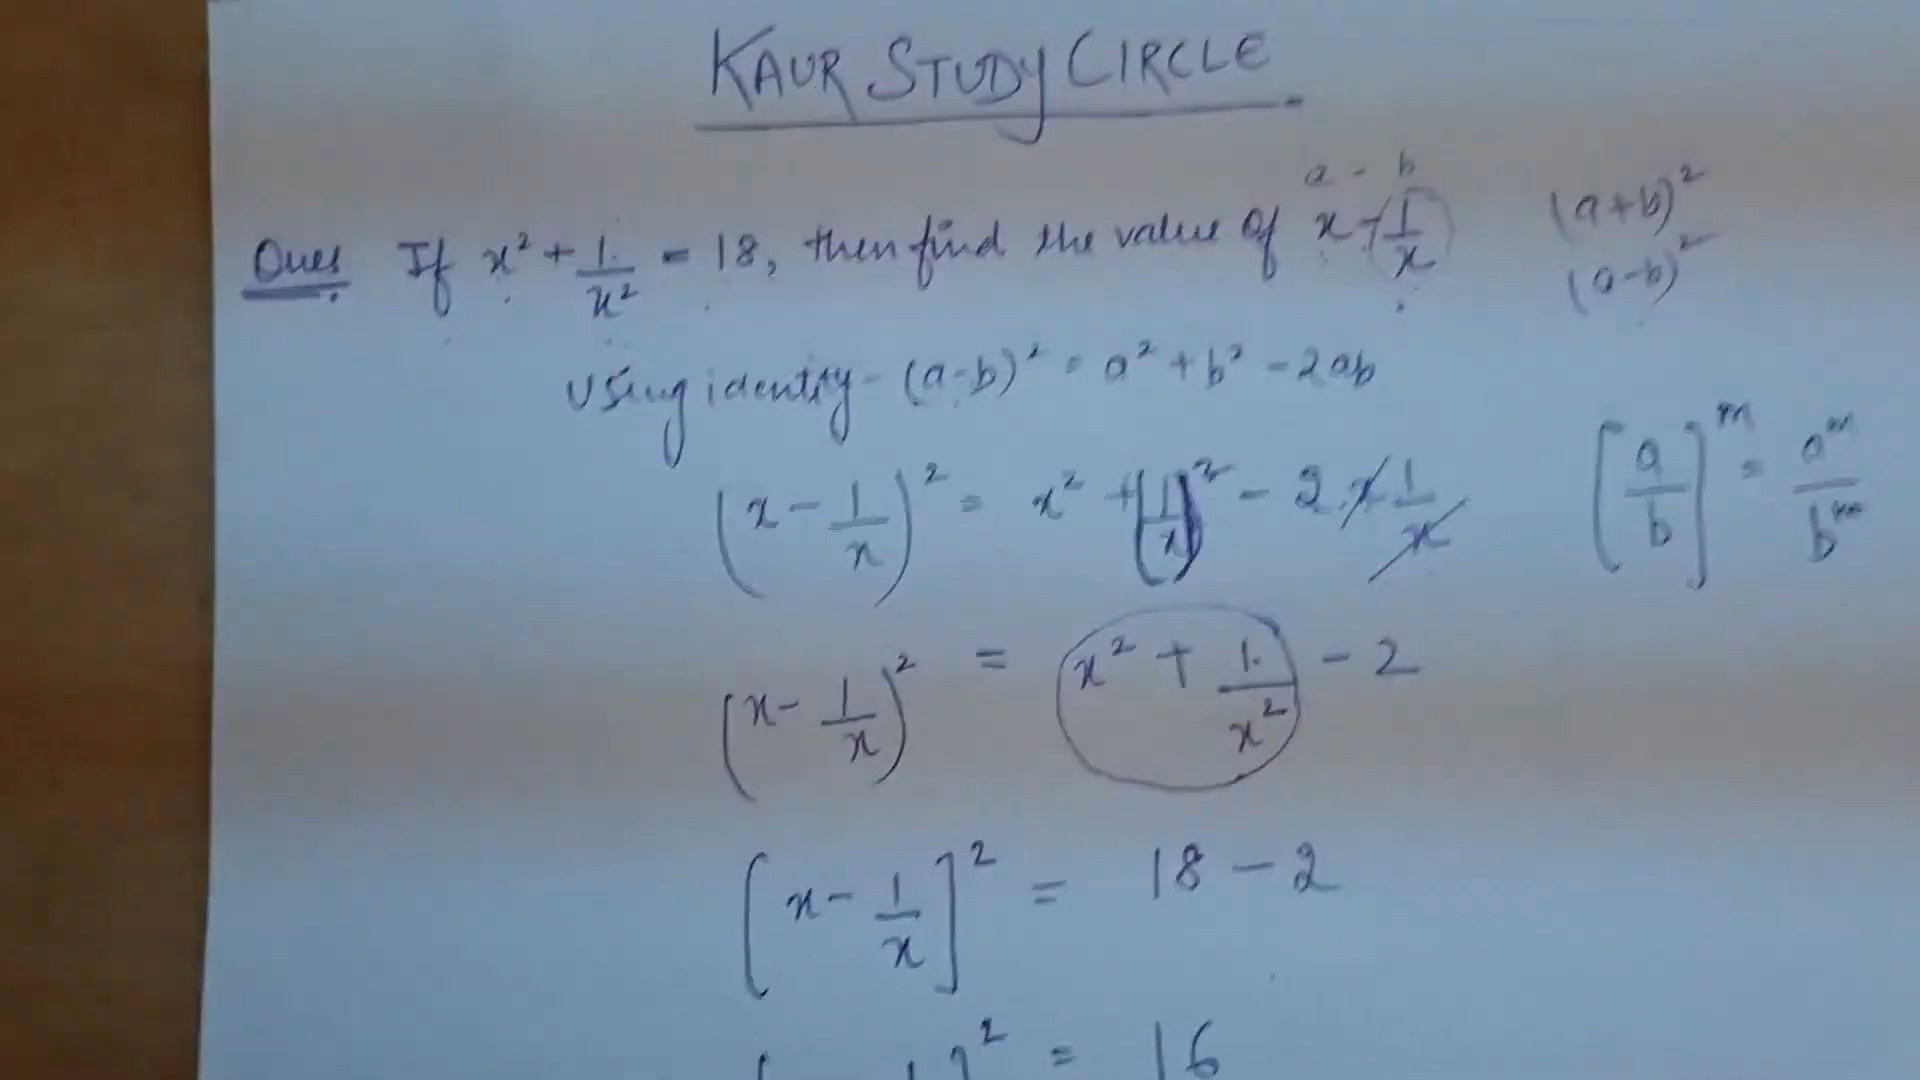 KAUR STUDY CIRCLE
a - b
Ques If x² + 1/x² = 18, then find the value of x - 1/x
(a+b)²
(a-b)²
Using identity - (a-b)² = a² + b² - 2ab
(x - 1/x)² = x² + (1/x)² - 2 . x 1/x
[a/b]^m = a^m/b^m
(x - 1/x)² = x² + 1/x² - 2
[x - 1/x]² = 18 - 2
]² = 16